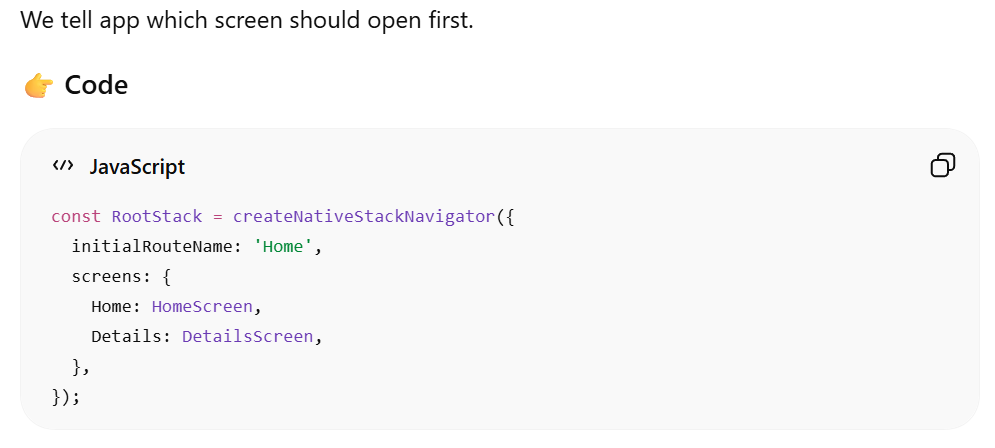 We tell app which screen should open first.
👉 Code
</> JavaScript
const RootStack = createNativeStackNavigator({
  initialRouteName: 'Home',
  screens: {
    Home: HomeScreen,
    Details: DetailsScreen,
  },
});